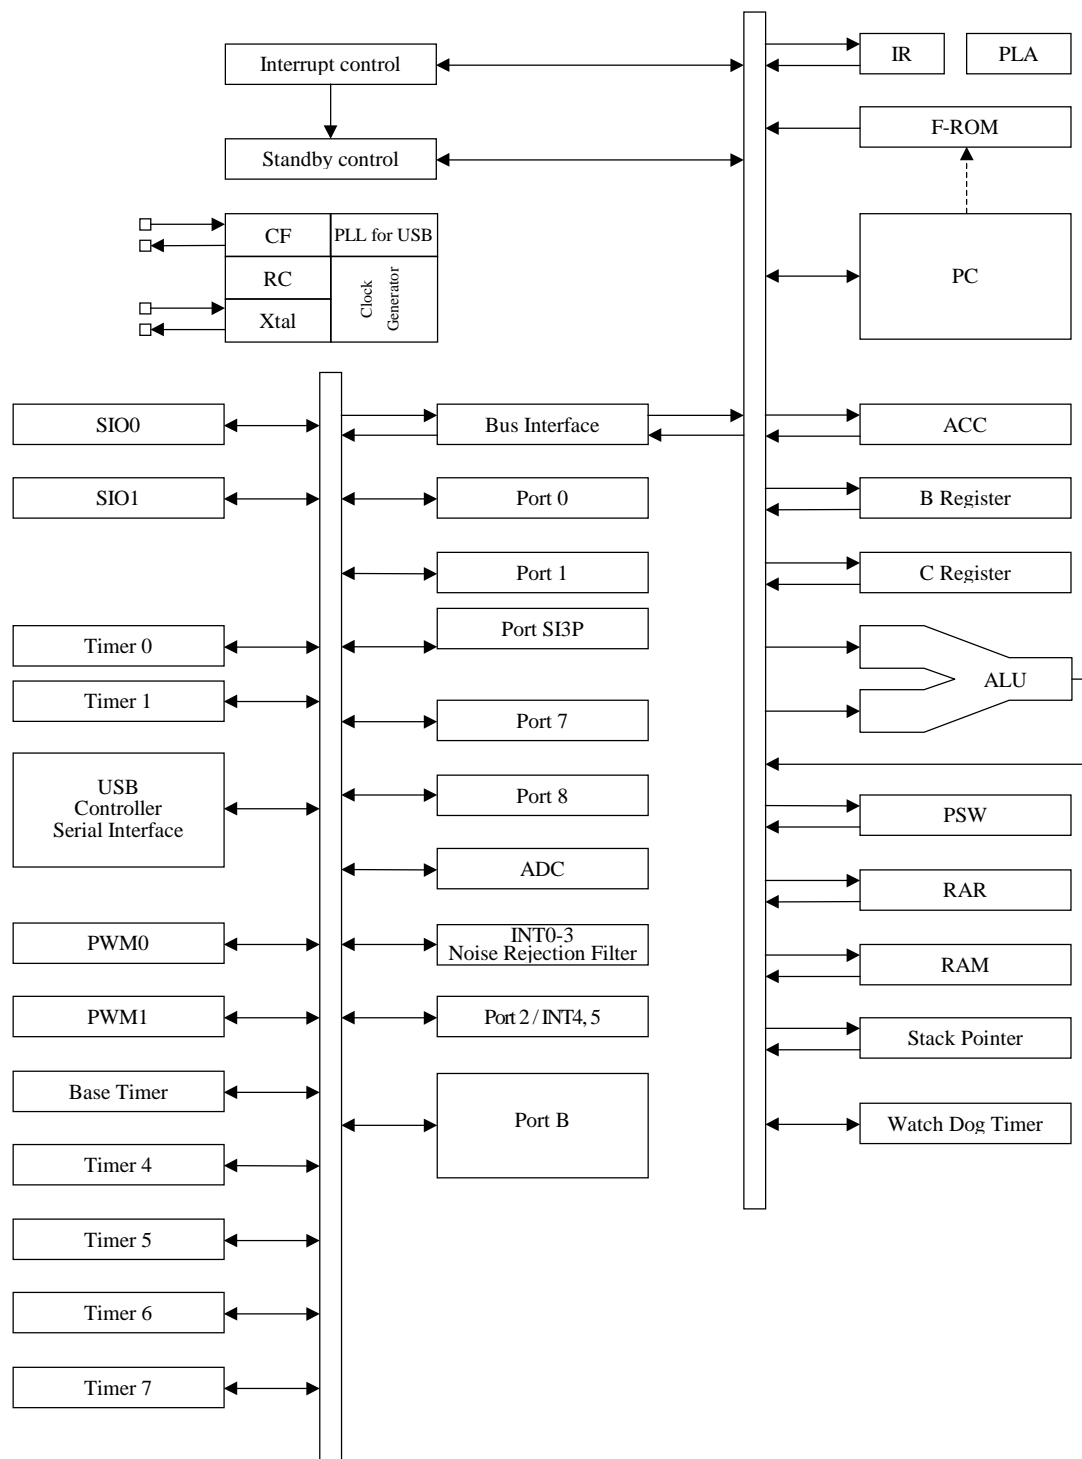 Interrupt control
IR
PLA
F-ROM
Standby control
CF
PLL for USB
RC
Xtal
Clock
Generator
PC
SIO0
Bus Interface
ACC
SIO1
Port 0
B Register
Port 1
C Register
Timer 0
Port SI3P
Timer 1
ALU
Port 7
USB
Controller
Serial Interface
Port 8
PSW
ADC
RAR
PWM0
INT0-3
Noise Rejection Filter
RAM
PWM1
Port 2 / INT4, 5
Stack Pointer
Base Timer
Port B
Watch Dog Timer
Timer 4
Timer 5
Timer 6
Timer 7